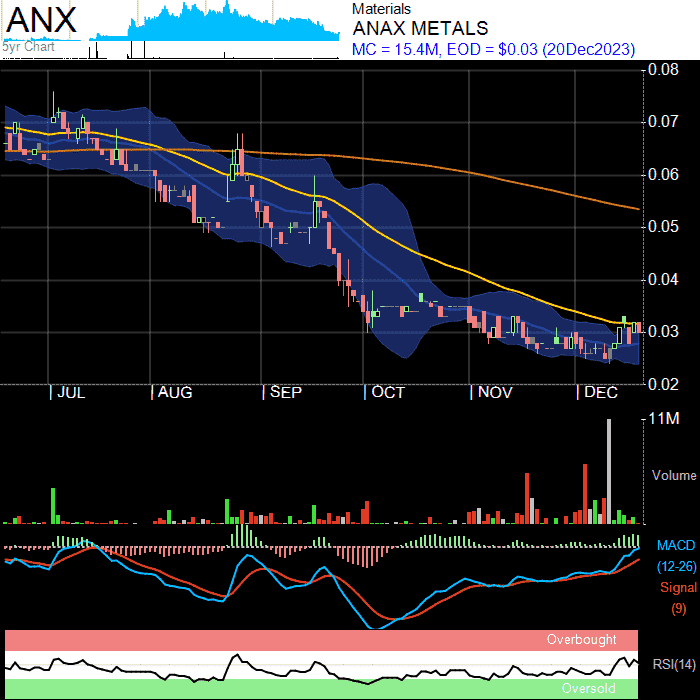 ANX
5yr Chart
Materials
ANAX METALS
MC = 15.4M, EOD = $0.03 (20Dec2023)
0.08
0.07
0.06
0.05
0.04
0.03
0.02
| JUL | AUG | SEP | OCT | NOV | DEC
11M
Volume
MACD
(12-26)
Signal
(9)
Overbought
RSI(14)
Oversold